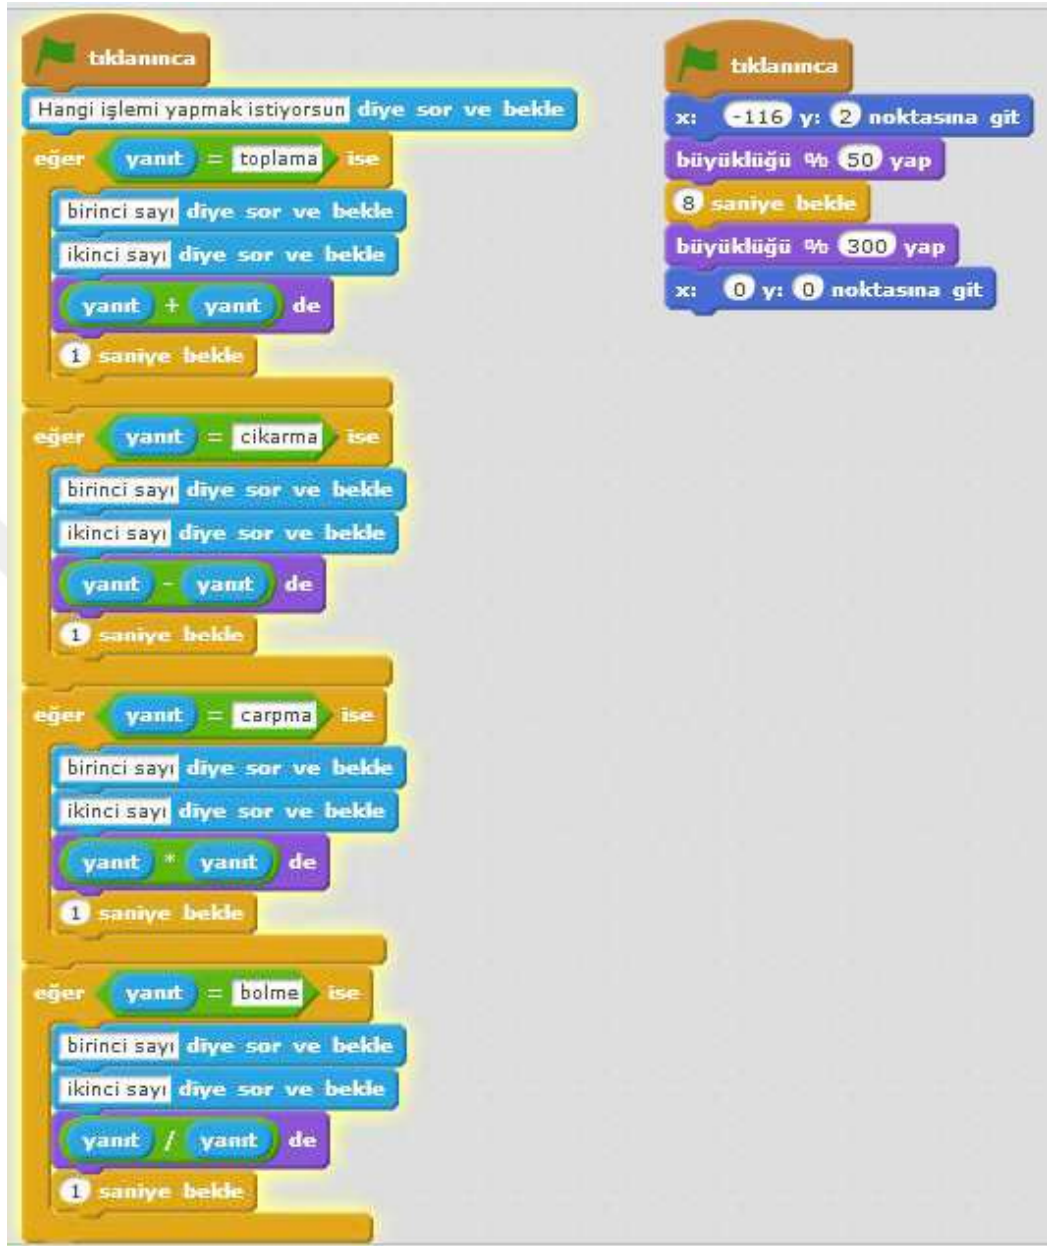 tıklanınca
Hangi işlemi yapmak istiyorsun diye sor ve bekle
eğer yanıt = toplama ise
birinci sayı diye sor ve bekle
ikinci sayı diye sor ve bekle
yanıt + yanıt de
1 saniye bekle
eğer yanıt = cikarma ise
birinci sayı diye sor ve bekle
ikinci sayı diye sor ve bekle
yanıt - yanıt de
1 saniye bekle
eğer yanıt = carpma ise
birinci sayı diye sor ve bekle
ikinci sayı diye sor ve bekle
yanıt * yanıt de
1 saniye bekle
eğer yanıt = bolme ise
birinci sayı diye sor ve bekle
ikinci sayı diye sor ve bekle
yanıt / yanıt de
1 saniye bekle
tıklanınca
x: -116 y: 2 noktasına git
büyüklüğü % 50 yap
8 saniye bekle
büyüklüğü % 300 yap
x: 0 y: 0 noktasına git